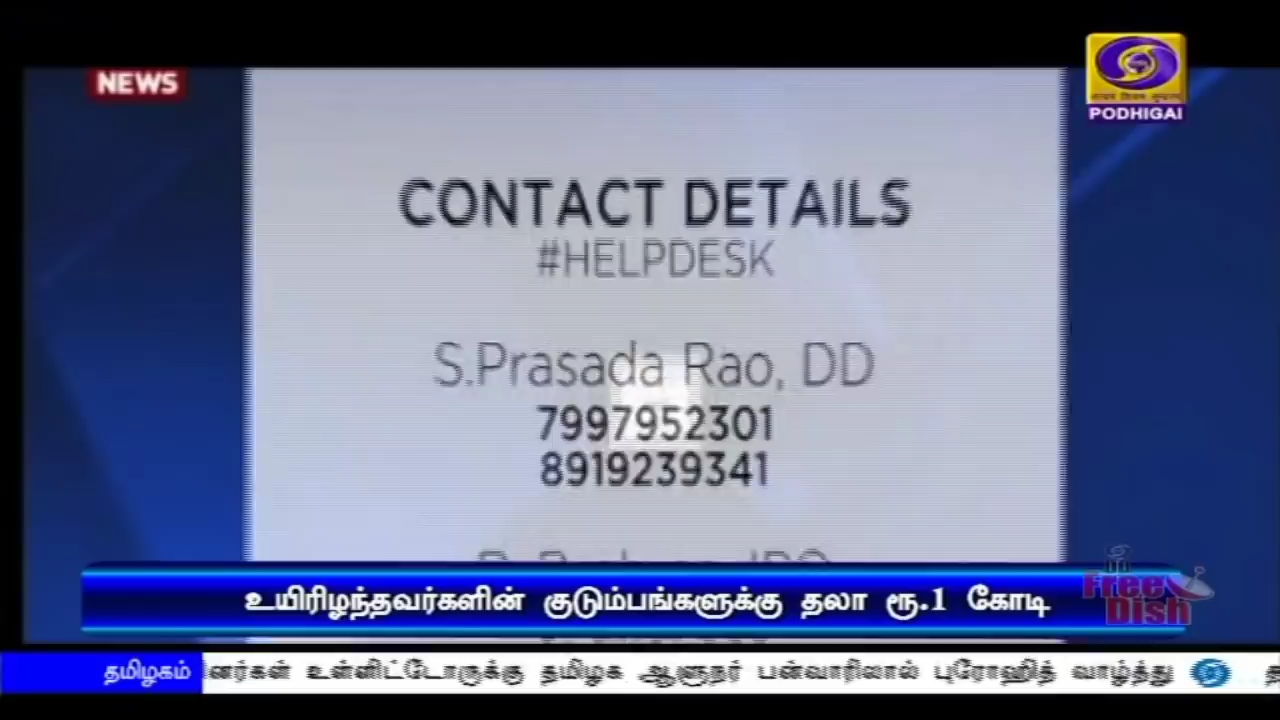 NEWS
PODHIGAI
CONTACT DETAILS
#HELPDESK
S.Prasada Rao, DD
7997952301
8919239341
உயிரிழந்தவர்களின் குடும்பங்களுக்கு தலா ரூ.1 கோடி
Free Dish
தமிழகம் னர்கள் உள்ளிட்டோருக்கு தமிழக ஆளுநர் பன்வாரிலால் புரோஹித் வாழ்த்து